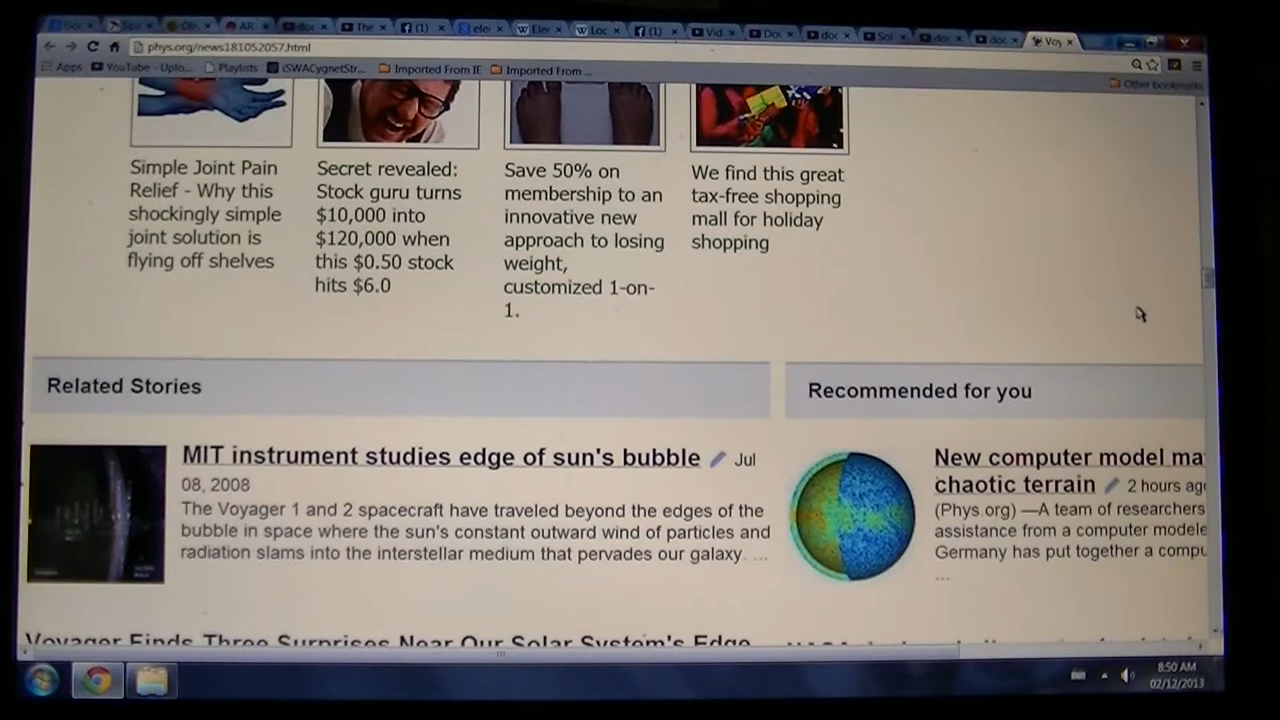 (1)
(1)
doc
doc
doc
phys.org/news181052057.html
Apps
YouTube - Uplo...
Playlists
iSWACygnetStr...
Imported From IE
Imported From ...
Other bookmarks
Simple Joint Pain
Relief - Why this
shockingly simple
joint solution is
flying off shelves
Secret revealed:
Stock guru turns
$10,000 into
$120,000 when
this $0.50 stock
hits $6.0
Save 50% on
membership to an
innovative new
approach to losing
weight,
customized 1-on-
1.
We find this great
tax-free shopping
mall for holiday
shopping
Related Stories
MIT instrument studies edge of sun's bubble Jul
08, 2008
The Voyager 1 and 2 spacecraft have traveled beyond the edges of the
bubble in space where the sun's constant outward wind of particles and
radiation slams into the interstellar medium that pervades our galaxy. ...
Voyager Finds Three Surprises Near Our Solar System's Edge
Recommended for you
New computer model ma
chaotic terrain 2 hours ago
(Phys.org) —A team of researchers
assistance from a computer modele
Germany has put together a compu
...
8:50 AM
02/12/2013